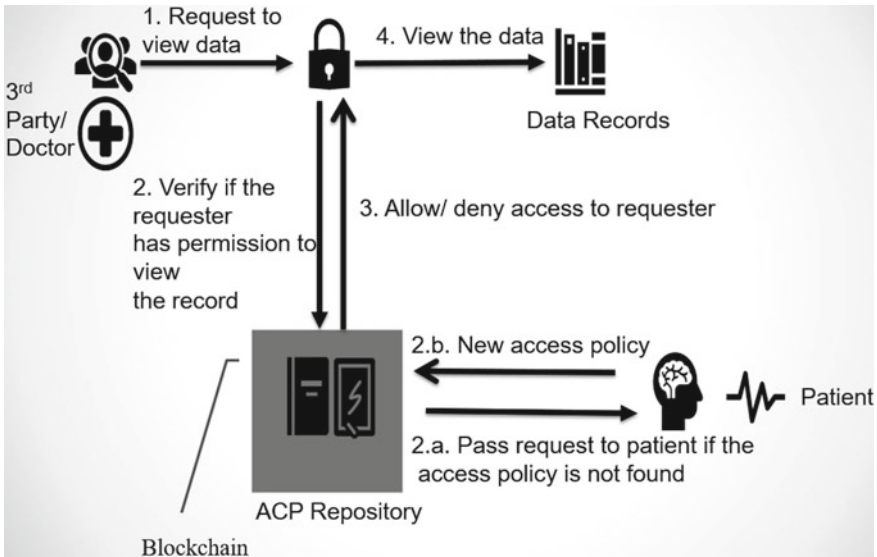 1. Request to
view data
4. View the data
3rd
Party/
Doctor
Data Records
2. Verify if the
requester
has permission to
view
the record
3. Allow/ deny access to requester
2.b. New access policy
Patient
2.a. Pass request to patient if the
access policy is not found
ACP Repository
Blockchain